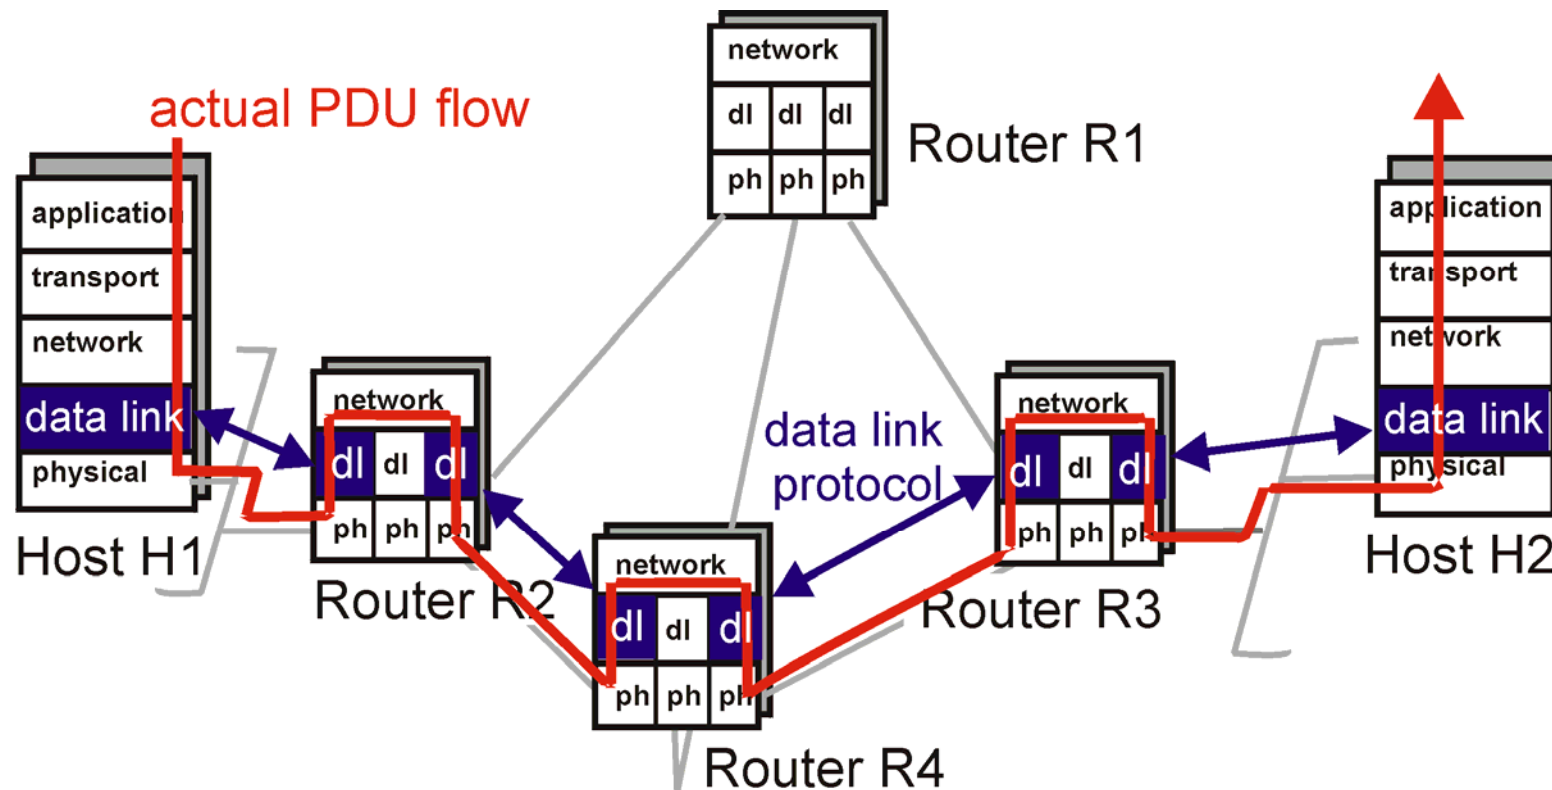 network
dl dl dl
ph ph ph
Router R1
actual PDU flow
application
transport
network
data link
physical
Host H1
network
dl dl dl
ph ph ph
Router R2
data link
protocol
network
dl dl dl
ph ph ph
Router R4
network
dl dl dl
ph ph ph
Router R3
application
transport
network
data link
physical
Host H2